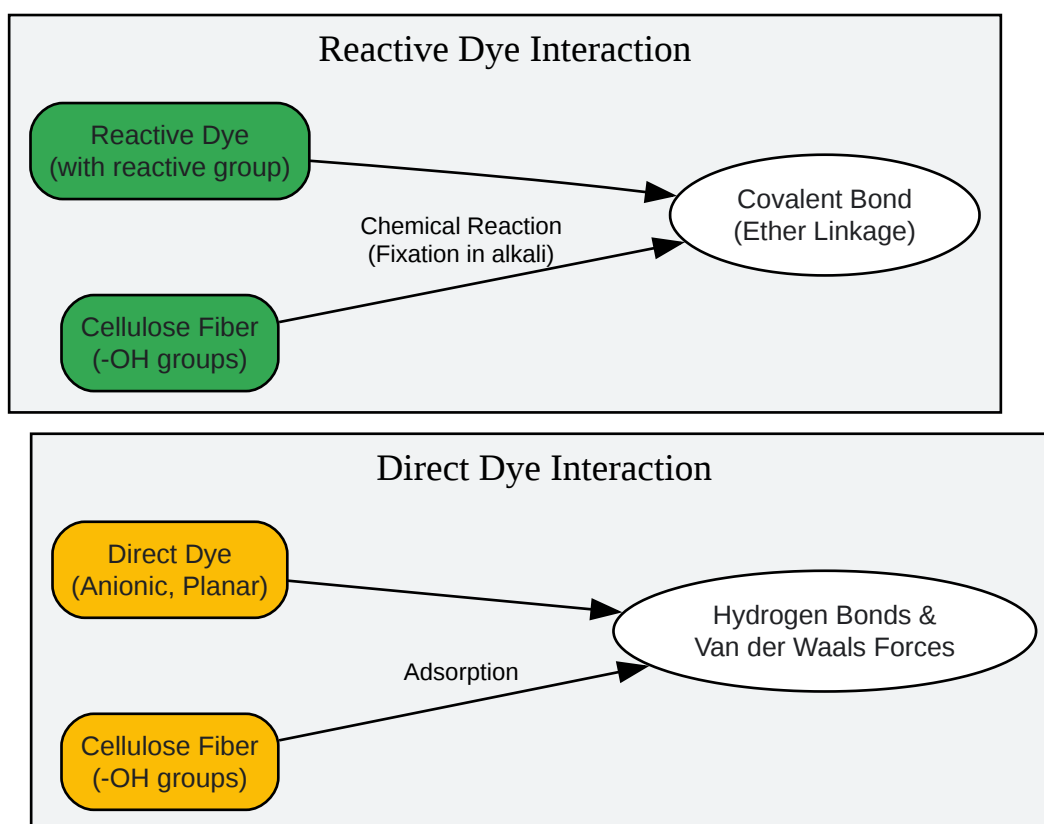 Reactive Dye Interaction
Reactive Dye
(with reactive group)
Chemical Reaction
(Fixation in alkali)
Covalent Bond
(Ether Linkage)
Cellulose Fiber
(-OH groups)
Direct Dye Interaction
Direct Dye
(Anionic, Planar)
Hydrogen Bonds &
Van der Waals Forces
Adsorption
Cellulose Fiber
(-OH groups)